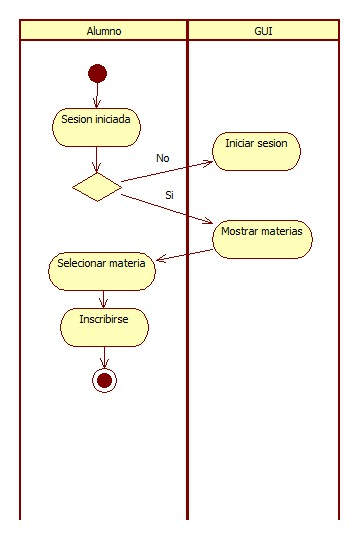 Alumno
GUI
Sesion iniciada
Iniciar sesion
No
Si
Mostrar materias
Selecionar materia
Inscribirse